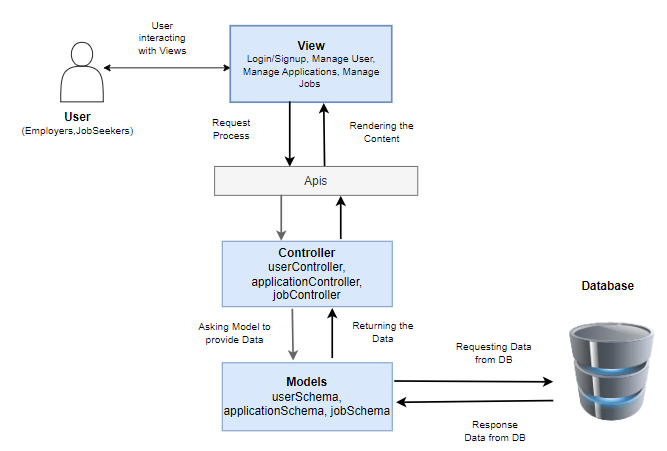 User
interacting
with Views
View
Login/Signup, Manage User,
Manage Applications, Manage
Jobs
User
(Employers,JobSeekers)
Request
Process
Rendering the
Content
Apis
Controller
userController,
applicationController,
jobController
Database
Asking Model to
provide Data
Returning the
Data
Requesting Data
from DB
Models
userSchema,
applicationSchema, jobSchema
Response
Data from DB